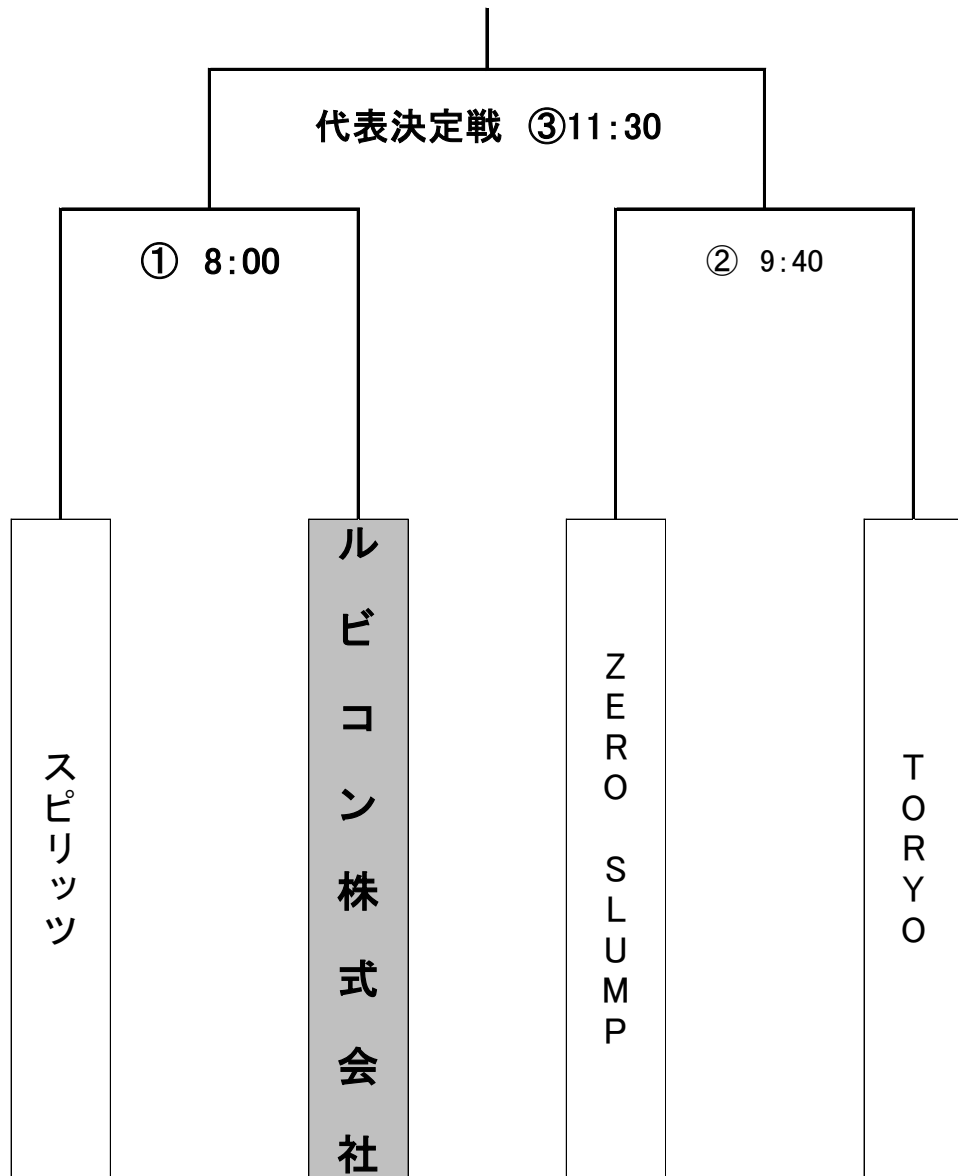 代表決定戦 ③11:30
① 8:00
② 9:40
スピリッツ
ルビコン株式会社
ZERO SLUMP
TORYO